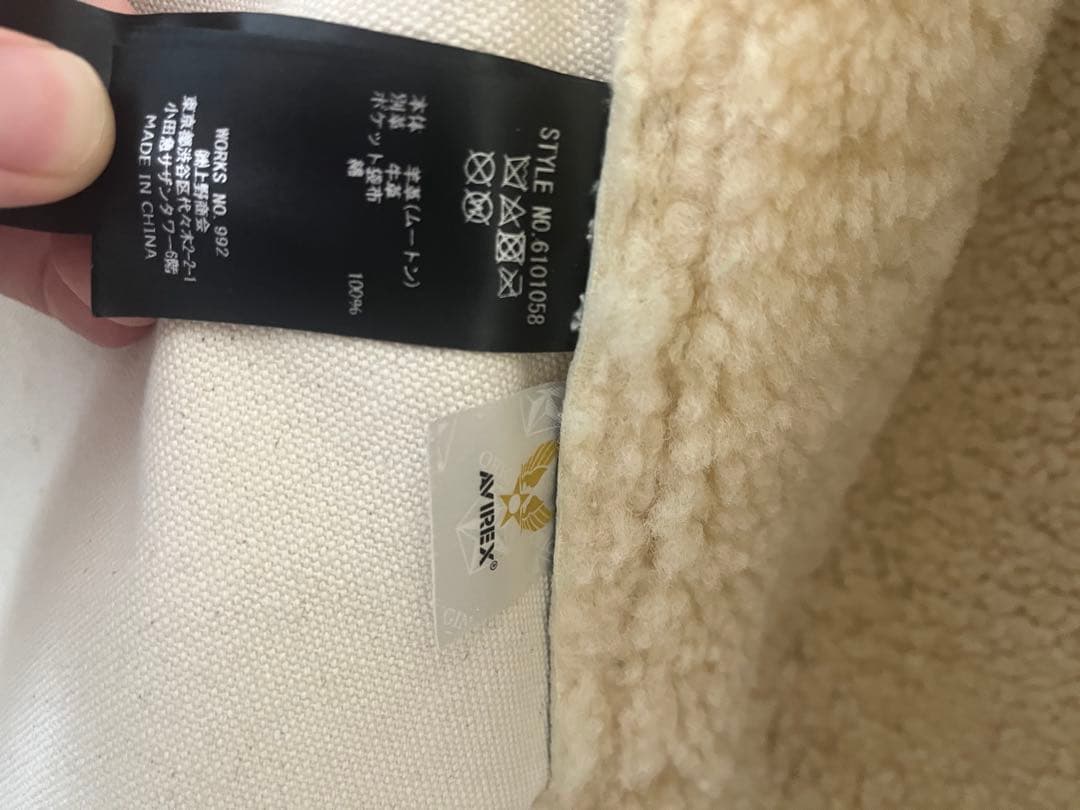 STYLE NO.6101058
本体 羊革(ムートン)
別革 牛革
ポケット袋布
綿 100%
WORKS NO. 992
㈱上野商会
東京都渋谷区代々木2-2-1
小田急サザンタワー6階
MADE IN CHINA
AVIREX®